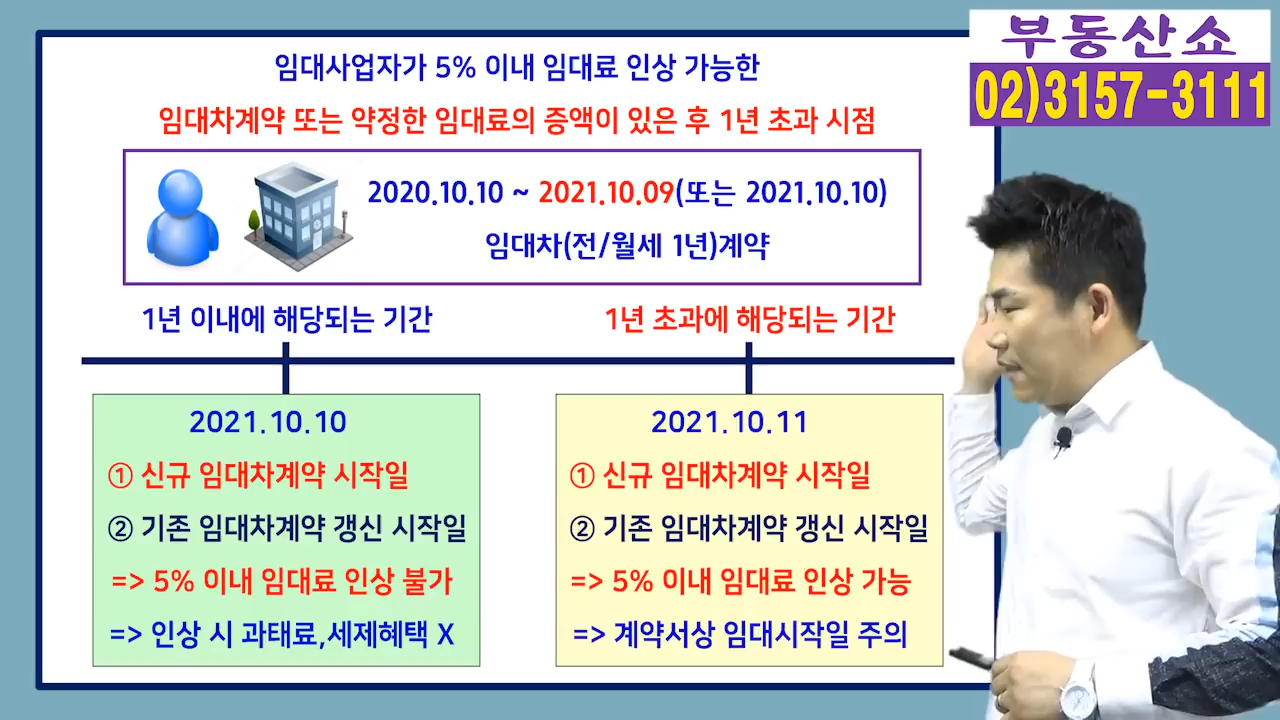 부동산쇼
02)3157-3111
임대사업자가 5% 이내 임대료 인상 가능한
임대차계약 또는 약정한 임대료의 증액이 있은 후 1년 초과 시점
2020.10.10 ~ 2021.10.09(또는 2021.10.10)
임대차(전/월세 1년)계약
1년 이내에 해당되는 기간
1년 초과에 해당되는 기간
2021.10.10
① 신규 임대차계약 시작일
② 기존 임대차계약 갱신 시작일
=> 5% 이내 임대료 인상 불가
=> 인상 시 과태료,세제혜택 X
2021.10.11
① 신규 임대차계약 시작일
② 기존 임대차계약 갱신 시작일
=> 5% 이내 임대료 인상 가능
=> 계약서상 임대시작일 주의